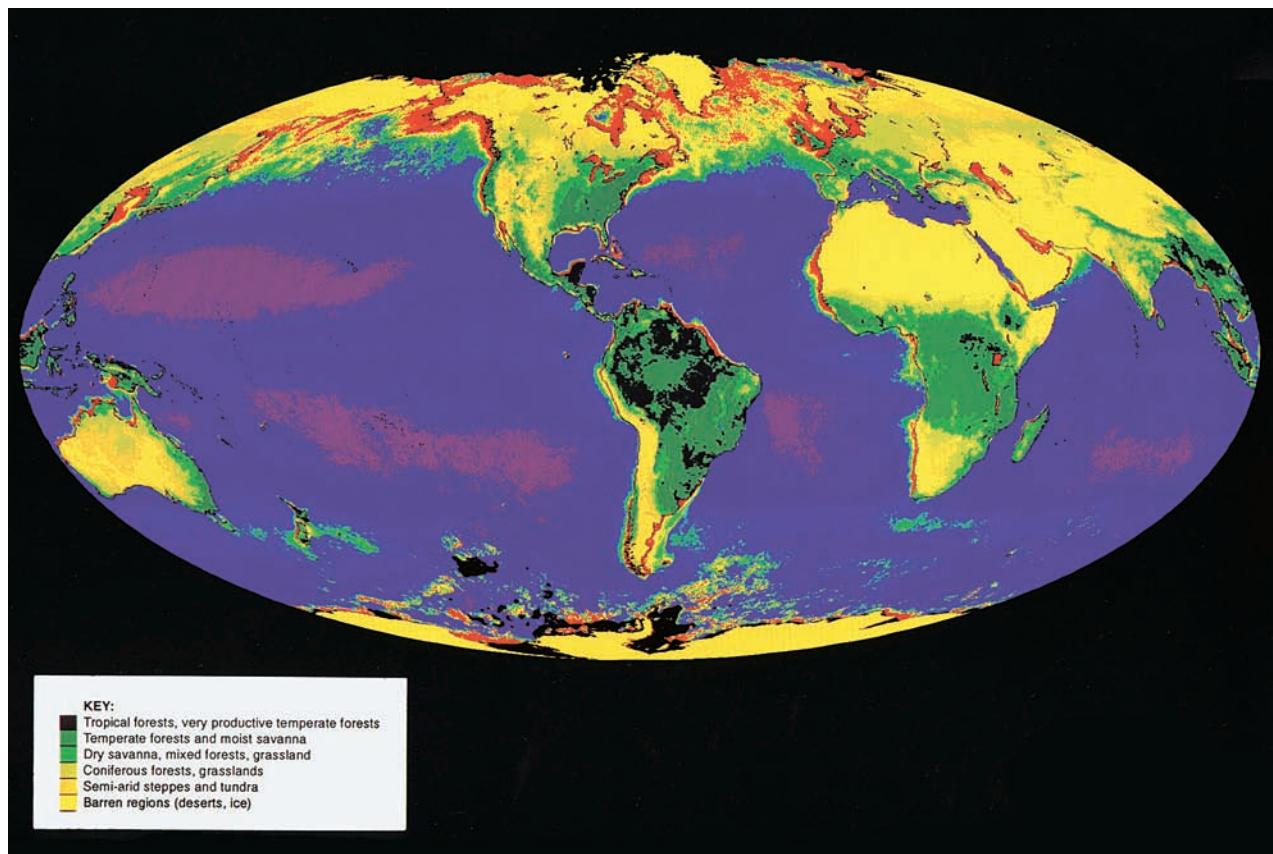 KEY:
Tropical forests, very productive temperate forests
Temperate forests and moist savanna
Dry savanna, mixed forests, grassland
Coniferous forests, grasslands
Semi-arid steppes and tundra
Barren regions (deserts, ice)